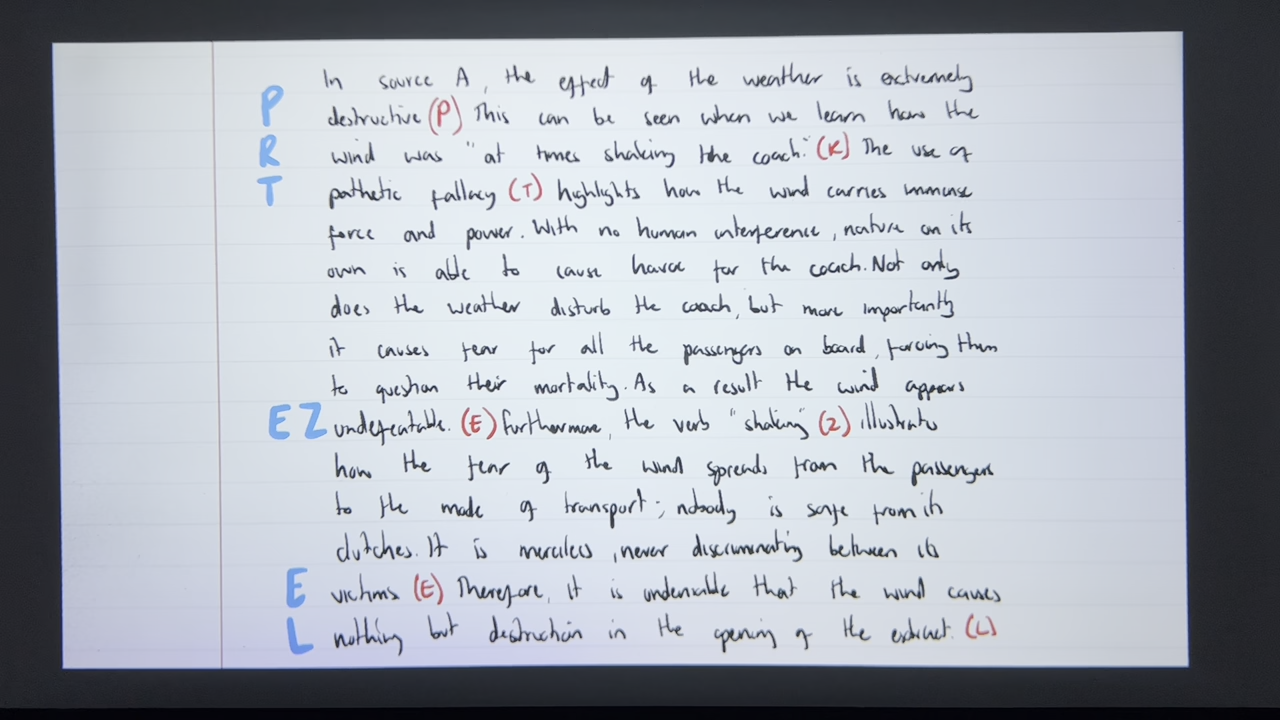 In source A, the effect of the weather is extremely
P destructive (P) This can be seen when we learn how the
R wind was "at times shaking the coach." (R) The use of
T pathetic fallacy (T) highlights how the wind carries immense
force and power. With no human interference, nature on its
own is able to cause havoc for the coach. Not only
does the weather disturb the coach, but more importantly
it causes fear for all the passengers on board, forcing them
to question their mortality. As a result the wind appears
E Z undefeatable. (E) Furthermore, the verb "shaking" (Z) illustrates
how the fear of the wind spreads from the passengers
to the mode of transport; nobody is safe from its
clutches. It is merciless, never discriminating between its
E victims (E) Therefore, it is undeniable that the wind causes
L nothing but destruction in the opening of the extract. (L)